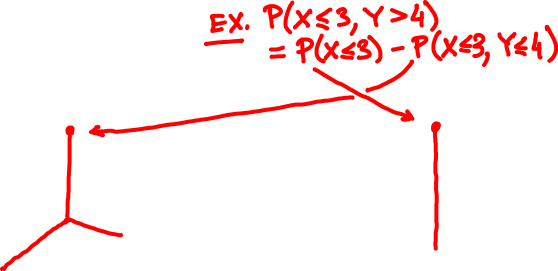 EX. P(X≤3, Y>4)
= P(X≤3) - P(X≤3, Y≤4)